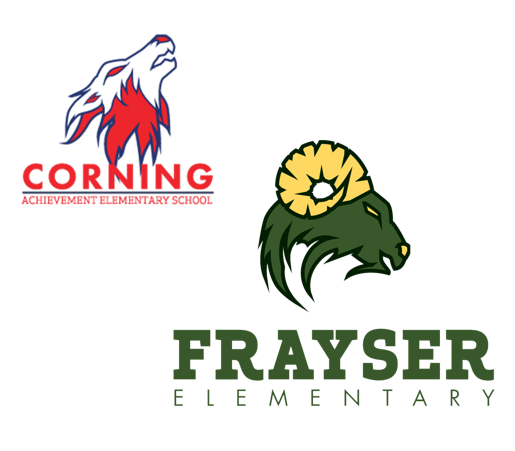 CORNING
ACHIEVEMENT ELEMENTARY SCHOOL
FRAYSER
ELEMENTARY